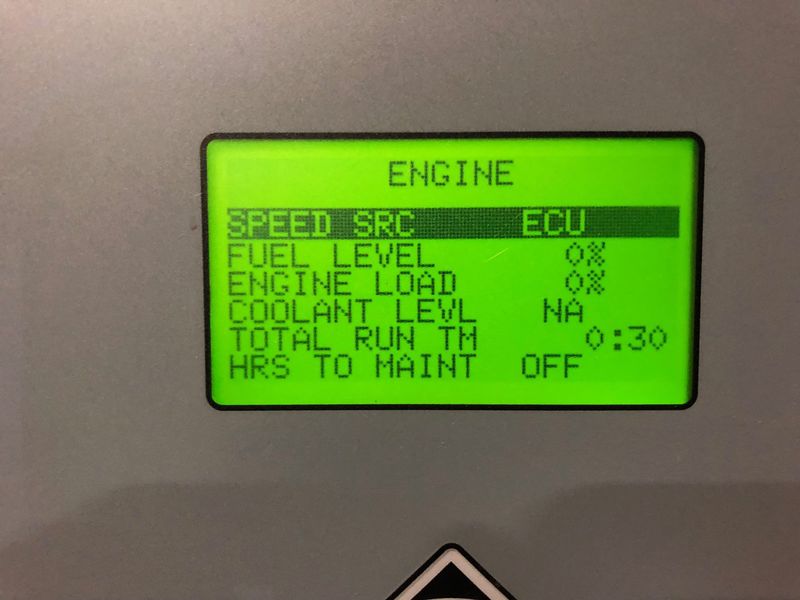 ENGINE
SPEED SRC ECU
FUEL LEVEL 0%
ENGINE LOAD 0%
COOLANT LEVL NA
TOTAL RUN TM 0:30
HRS TO MAINT OFF